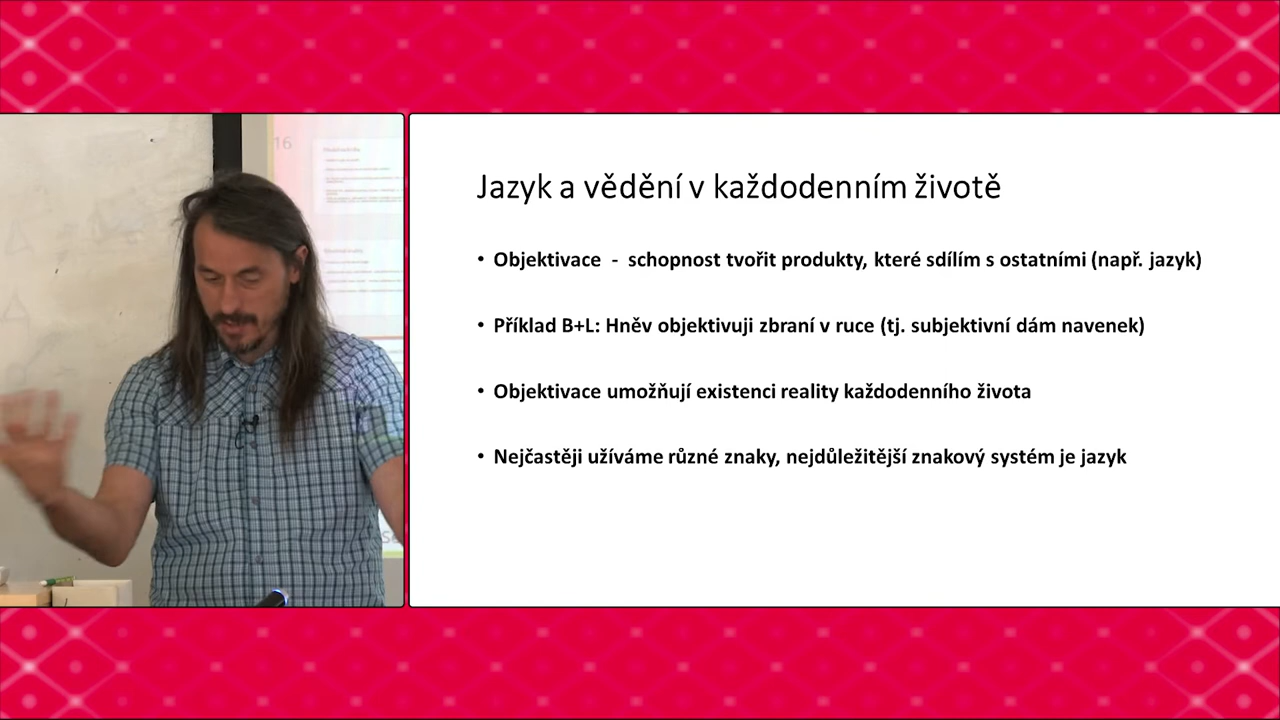 16
Jazyk a vědění v každodenním životě
• Objektivace - schopnost tvořit produkty, které sdílím s ostatními (např. jazyk)
• Příklad B+L: Hněv objektivuji zbraní v ruce (tj. subjektivní dám navenek)
• Objektivace umožňují existenci reality každodenního života
• Nejčastěji užíváme různé znaky, nejdůležitější znakový systém je jazyk